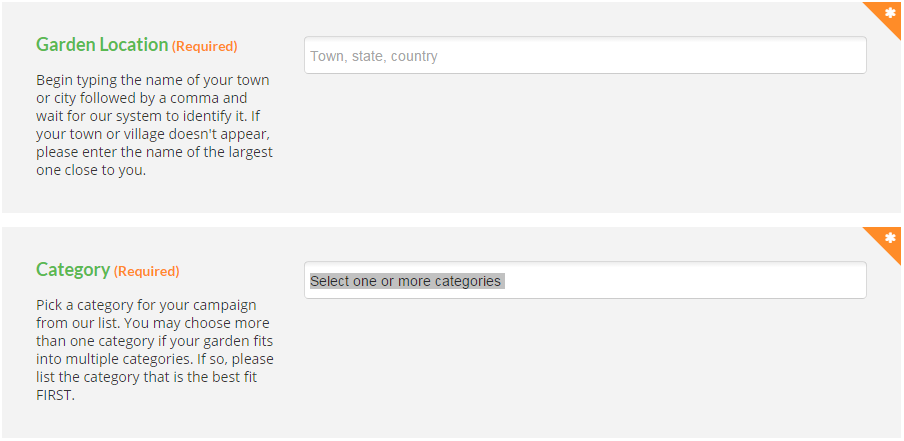 Garden Location (Required)
Town, state, country
Begin typing the name of your town
or city followed by a comma and
wait for our system to identify it. If
your town or village doesn't appear,
please enter the name of the largest
one close to you.
Category (Required)
Select one or more categories
Pick a category for your campaign
from our list. You may choose more
than one category if your garden fits
into multiple categories. If so, please
list the category that is the best fit
FIRST.